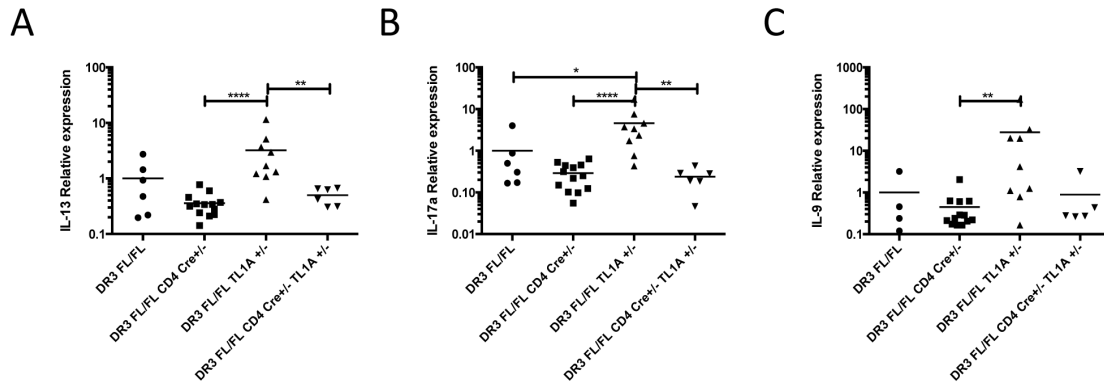 A
B
C
IL-13 Relative expression
100
10
1
0.1
****
**
DR3 FL/FL
DR3 FL/FL CD4 Cre+/-
DR3 FL/FL TL1A +/-
DR3 FL/FL CD4 Cre+/- TL1A +/-
IL-17a Relative expression
100
10
1
0.10
0.01
*
****
**
DR3 FL/FL
DR3 FL/FL CD4 Cre+/-
DR3 FL/FL TL1A +/-
DR3 FL/FL CD4 Cre+/- TL1A +/-
IL-9 Relative expression
1000
100
10
1
0.1
**
DR3 FL/FL
DR3 FL/FL CD4 Cre+/-
DR3 FL/FL TL1A +/-
DR3 FL/FL CD4 Cre+/- TL1A +/-